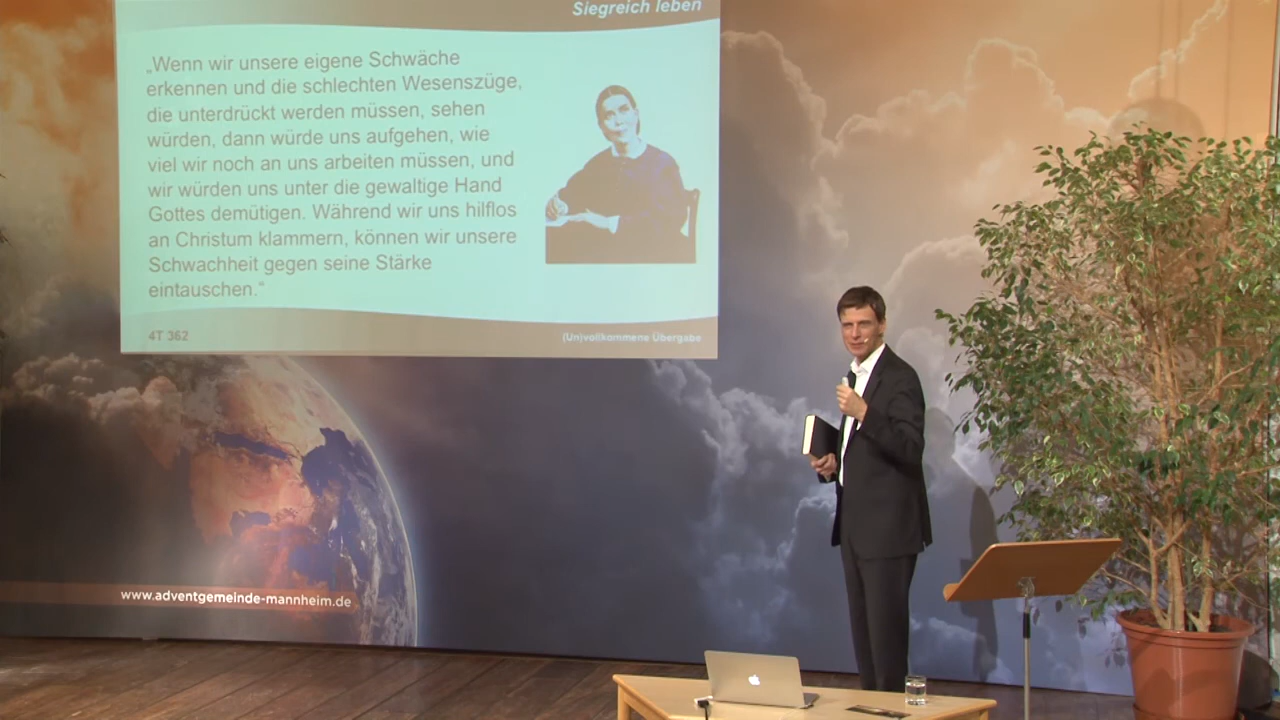 Siegreich leben
„Wenn wir unsere eigene Schwäche
erkennen und die schlechten Wesenszüge,
die unterdrückt werden müssen, sehen
würden, dann würde uns aufgehen, wie
viel wir noch an uns arbeiten müssen, und
wir würden uns unter die gewaltige Hand
Gottes demütigen. Während wir uns hilflos
an Christum klammern, können wir unsere
Schwachheit gegen seine Stärke
eintauschen.“
4T 362
(Un)vollkommene Übergabe
www.adventgemeinde-mannheim.de